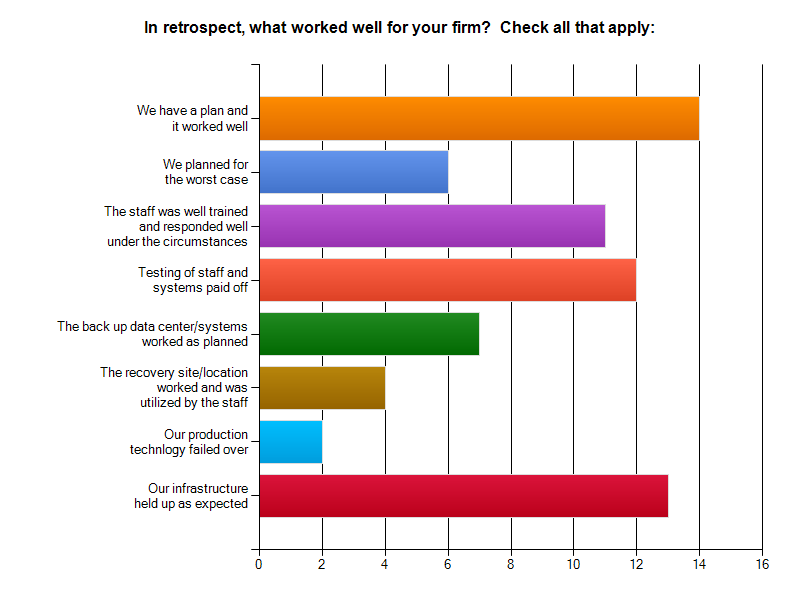 In retrospect, what worked well for your firm?  Check all that apply:
We have a plan and
it worked well
We planned for
the worst case
The staff was well trained
and responded well
under the circumstances
Testing of staff and
systems paid off
The back up data center/systems
worked as planned
The recovery site/location
worked and was
utilized by the staff
Our production
technlogy failed over
Our infrastructure
held up as expected
0 2 4 6 8 10 12 14 16